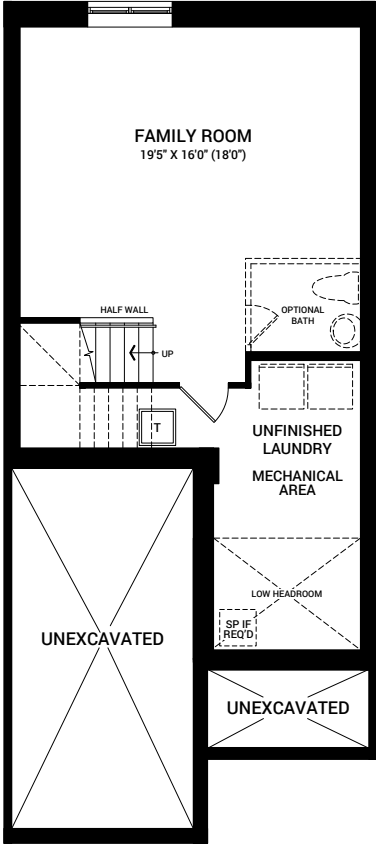 FAMILY ROOM
19'5" X 16'0" (18'0")
HALF WALL
UP
OPTIONAL
BATH
T
UNFINISHED
LAUNDRY
MECHANICAL
AREA
LOW HEADROOM
SP IF
REQ'D
UNEXCAVATED
UNEXCAVATED